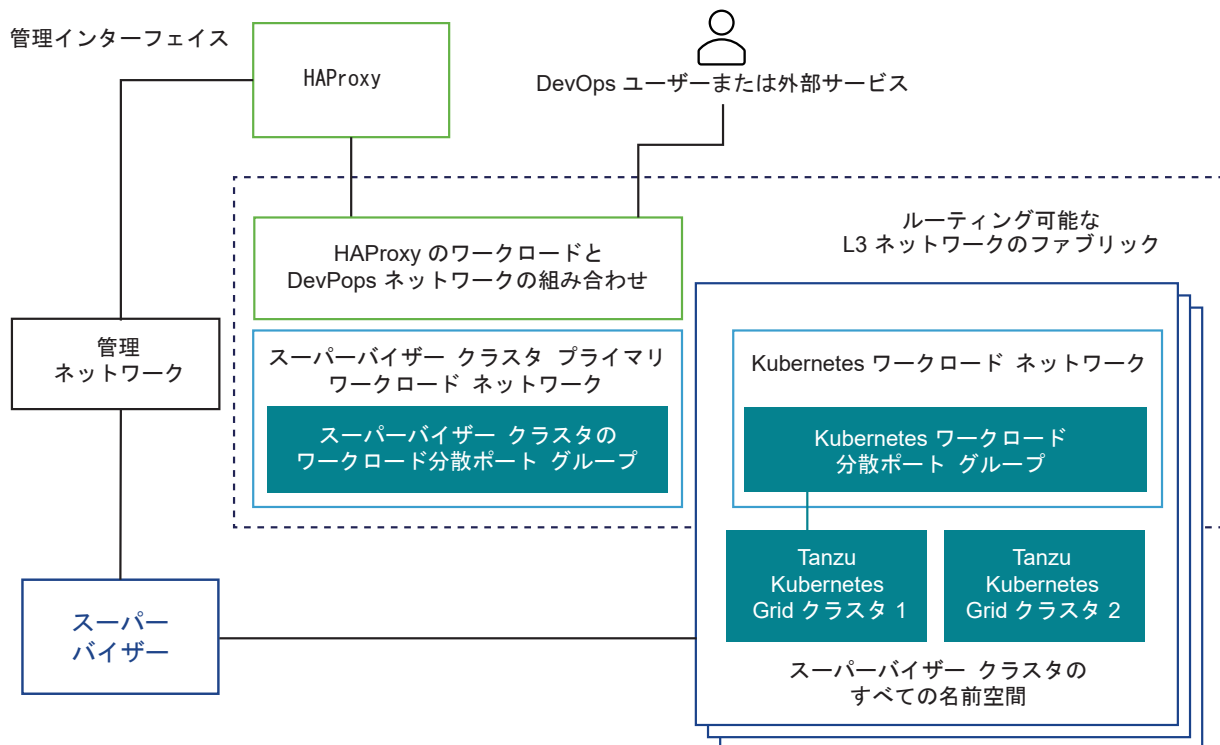 管理インターフェイス
HAProxy
DevOps ユーザーまたは外部サービス
ルーティング可能な
L3 ネットワークのファブリック
HAProxy のワークロードと
DevPops ネットワークの組み合わせ
管理
ネットワーク
スーパーバイザー クラスタ プライマリ
ワークロード ネットワーク
スーパーバイザー クラスタの
ワークロード分散ポート グループ
Kubernetes ワークロード ネットワーク
Kubernetes ワークロード
分散ポート グループ
Tanzu
Kubernetes
Grid クラスタ 1
Tanzu
Kubernetes
Grid クラスタ 2
スーパー
バイザー
スーパーバイザー クラスタの
すべての名前空間